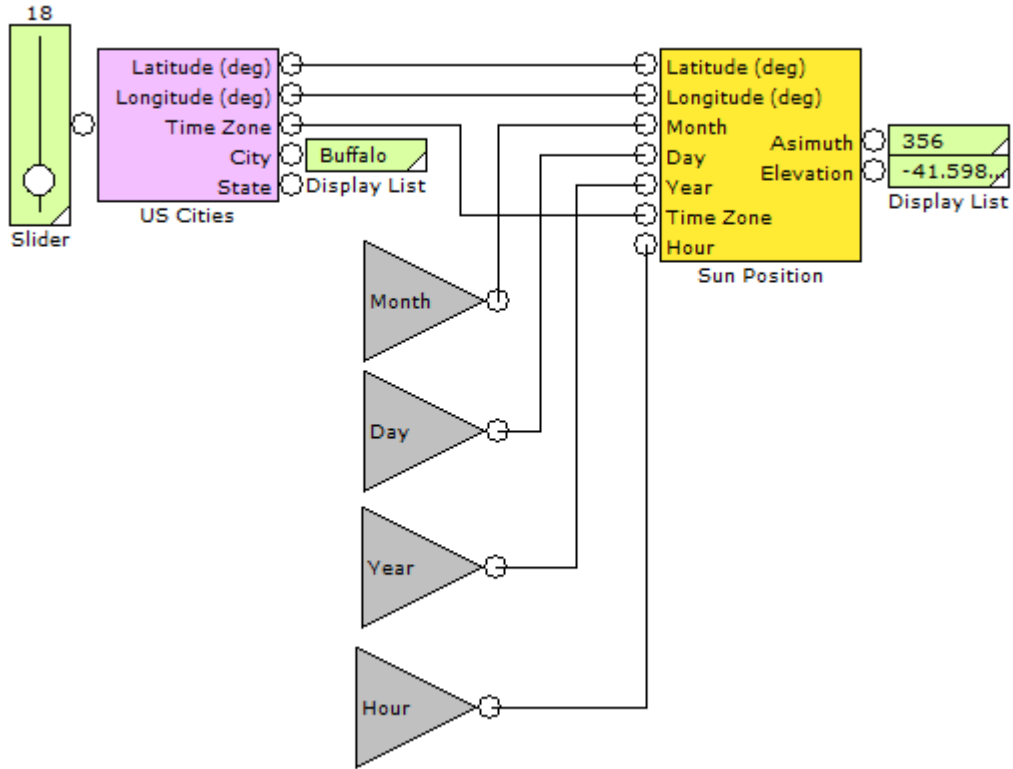 18
Slider
Latitude (deg)
Longitude (deg)
Time Zone
City
State
US Cities
Buffalo
Display List
Latitude (deg)
Longitude (deg)
Month
Day
Year
Time Zone
Hour
Asimuth
Elevation
Sun Position
356
-41.598...
Display List
Month
Day
Year
Hour